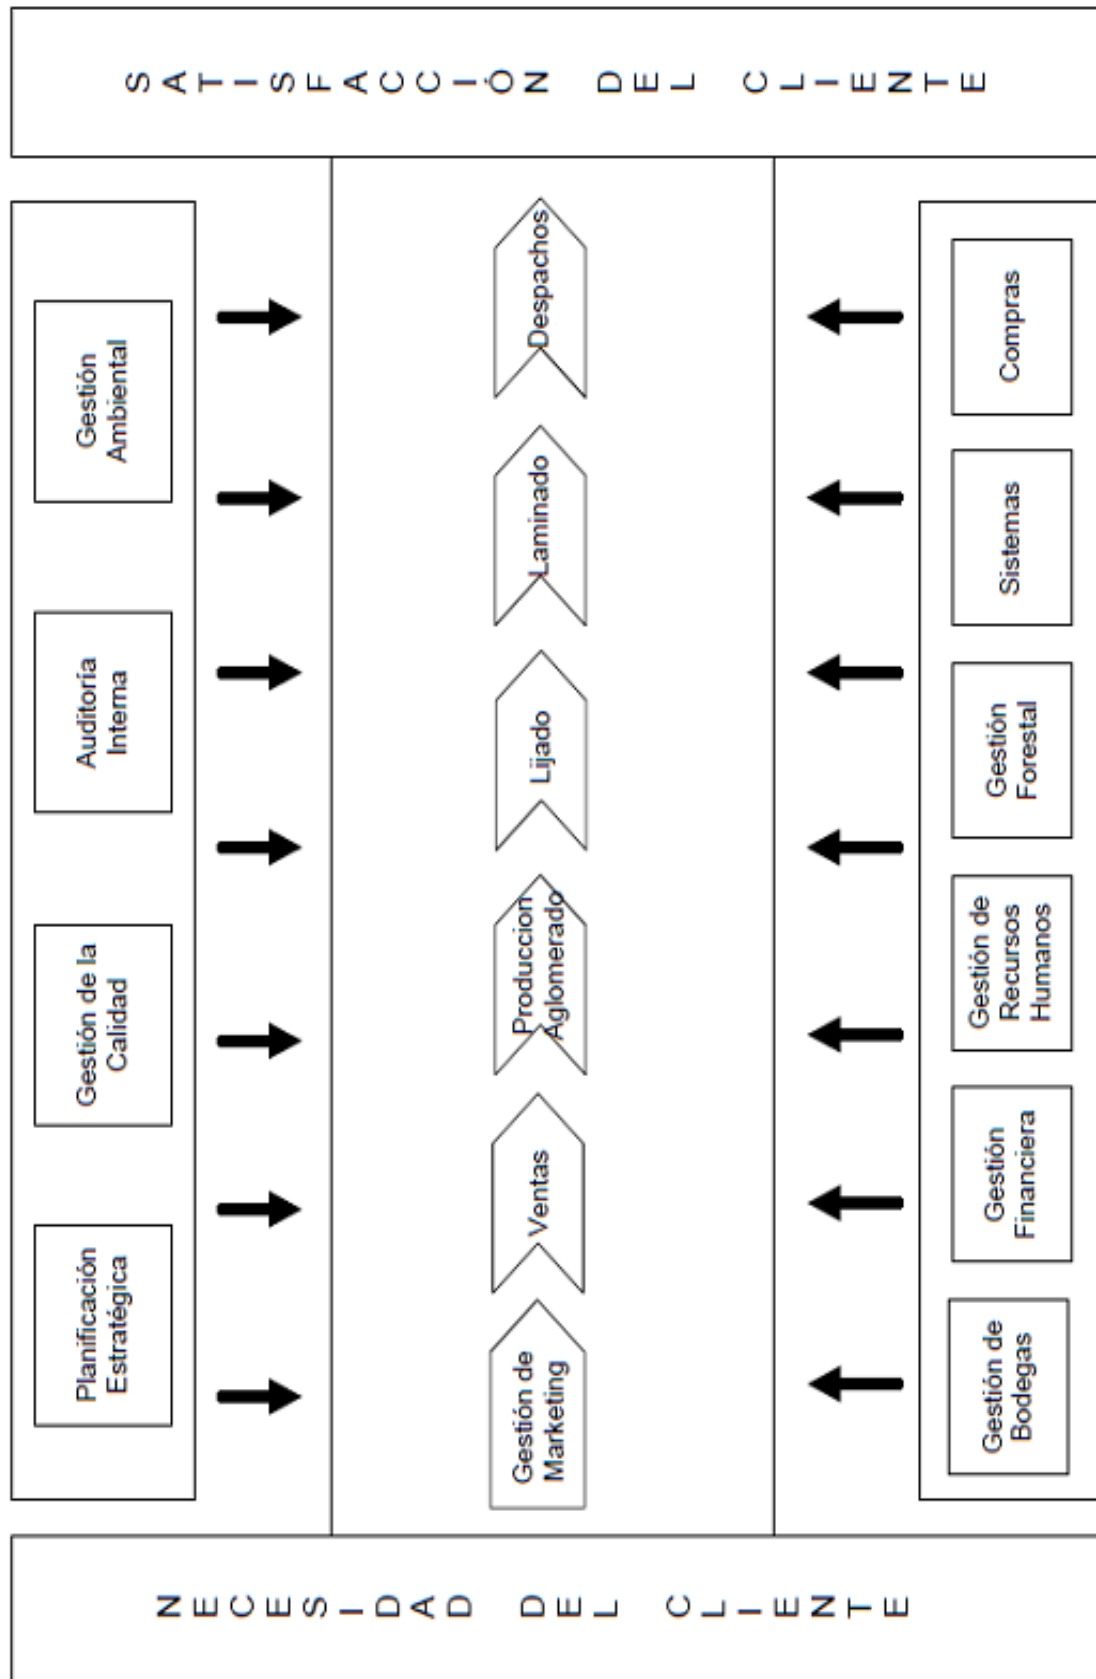 NECESIDAD DEL CLIENTE
Planificación
Estratégica
Gestión de la
Calidad
Auditoria
Interna
Gestión
Ambiental
Gestión de
Marketing
Ventas
Produccion
Aglomerado
Lijado
Laminado
Despachos
Gestión de
Bodegas
Gestión
Financiera
Gestión de
Recursos
Humanos
Gestión
Forestal
Sistemas
Compras
SATISFACCIÓN DEL CLIENTE